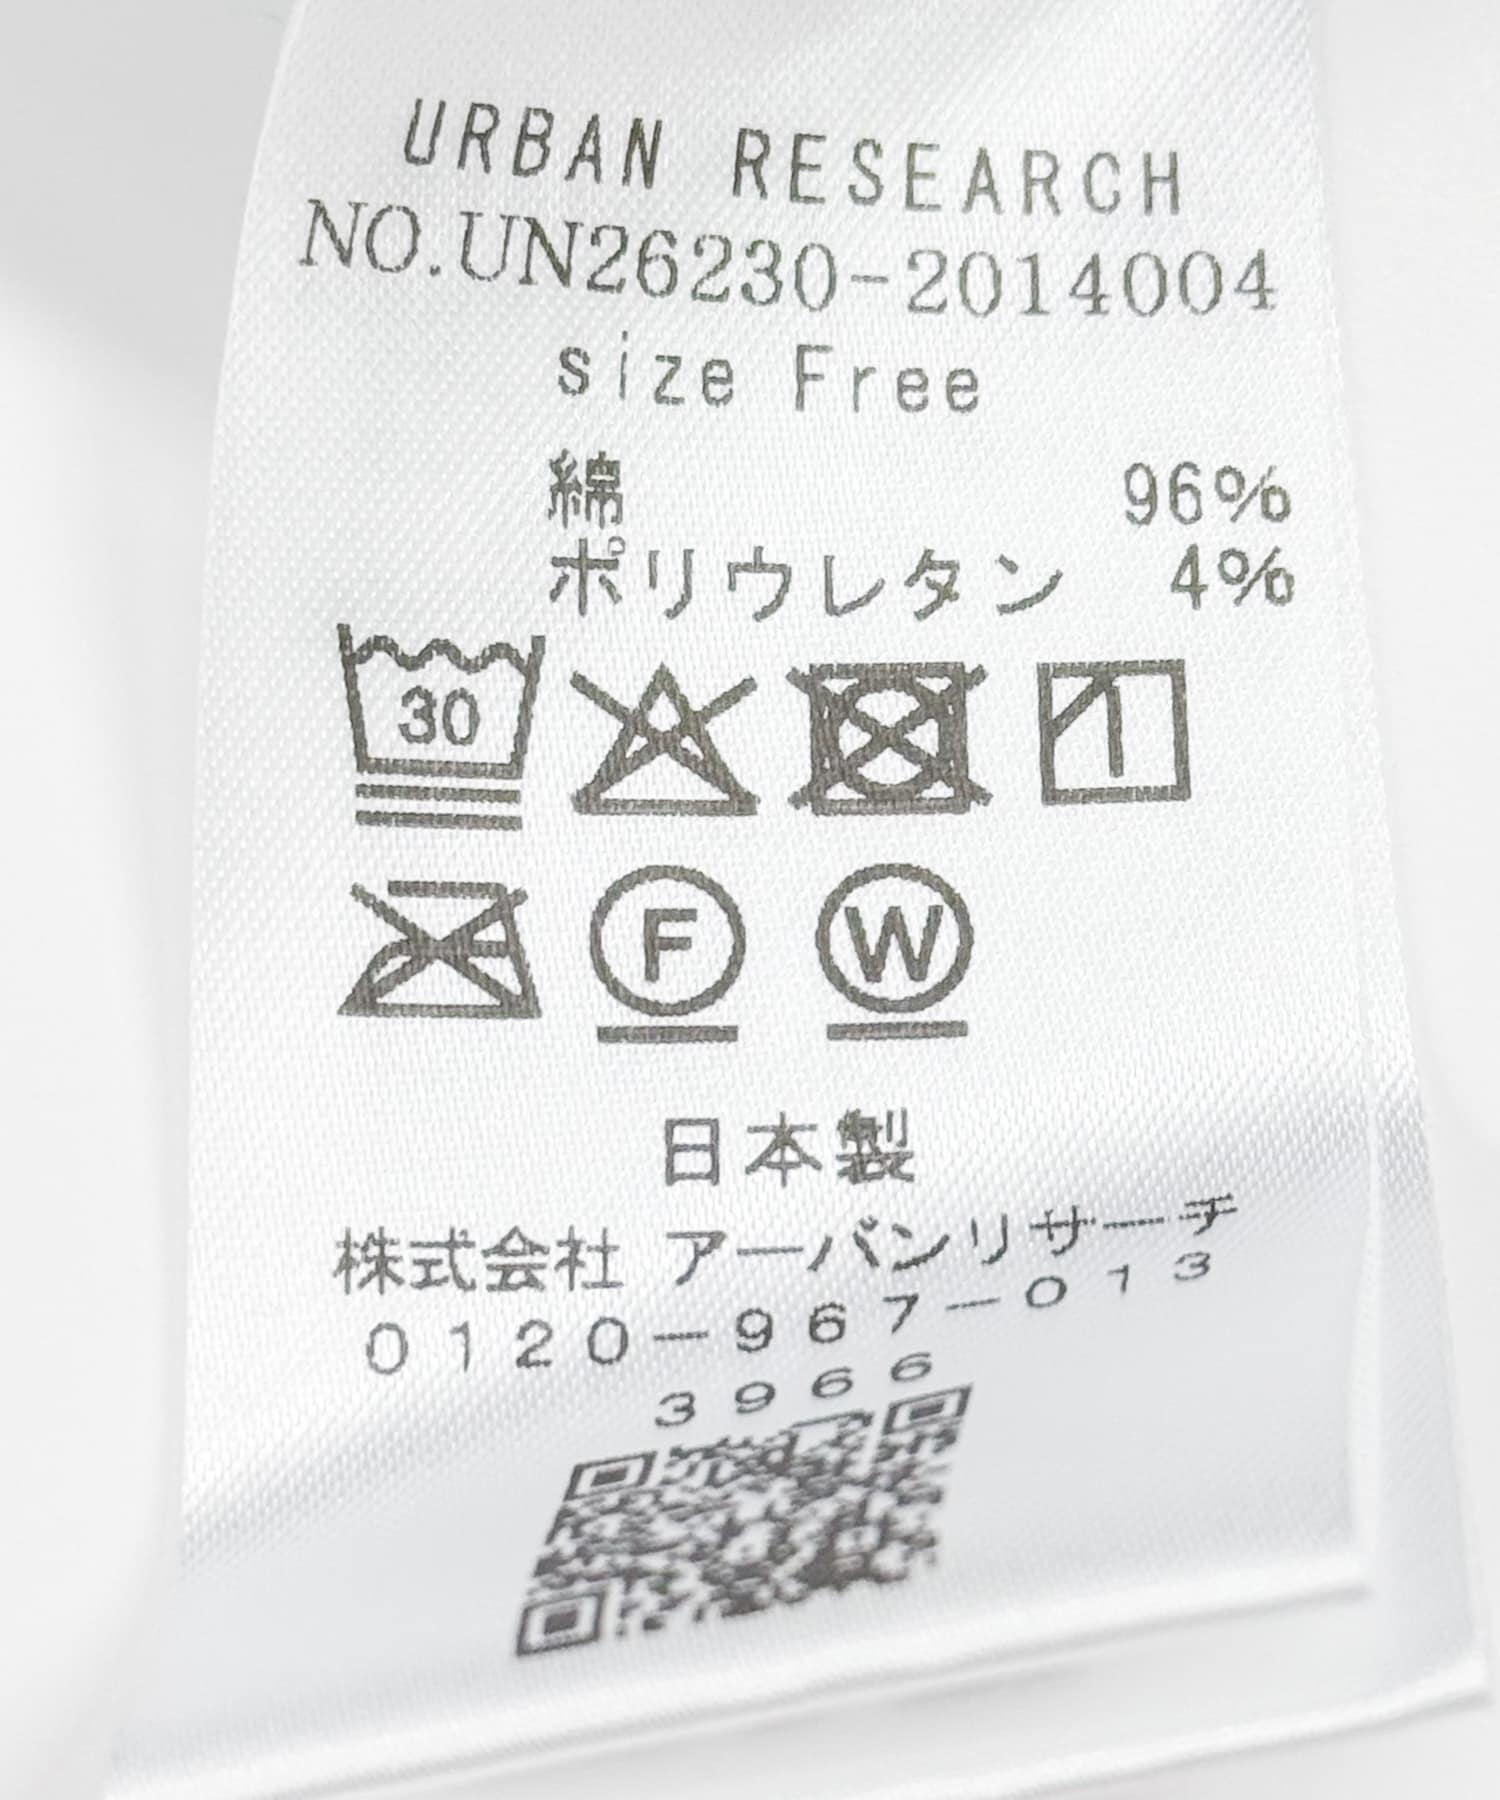 URBAN RESEARCH
NO.UN26230-2014004
size Free
綿 96%
ポリウレタン 4%
30
F W
日本製
株式会社 アーバンリサーチ
0120-967-013
3966